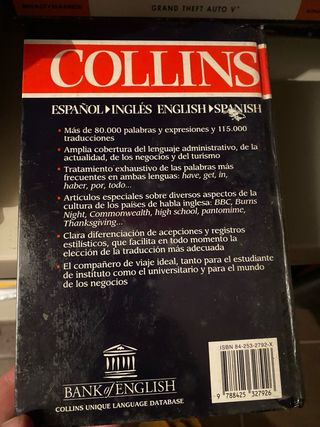 GRAND THEFT AUTO V
COLLINS
ESPAÑOL▶INGLÉS ENGLISH▶SPANISH
• Más de 80.000 palabras y expresiones y 115.000
traducciones
• Amplia cobertura del lenguaje administrativo, de la
actualidad, de los negocios y del turismo
• Tratamiento exhaustivo de las palabras más
frecuentes en ambas lenguas: have, get, in,
haber, por, todo...
• Artículos especiales sobre diversos aspectos de la
cultura de los países de habla inglesa: BBC, Burns
Night, Commonwealth, high school, pantomime,
Thanksgiving...
• Clara diferenciación de acepciones y registros
estilísticos, que facilita en todo momento la
elección de la traducción más adecuada
• El compañero de viaje ideal, tanto para el estudiante
de instituto como el universitario y para el mundo
de los negocios
ISBN 84-253-2792-X
9 788425 327926
BANK of ENGLISH
COLLINS UNIQUE LANGUAGE DATABASE